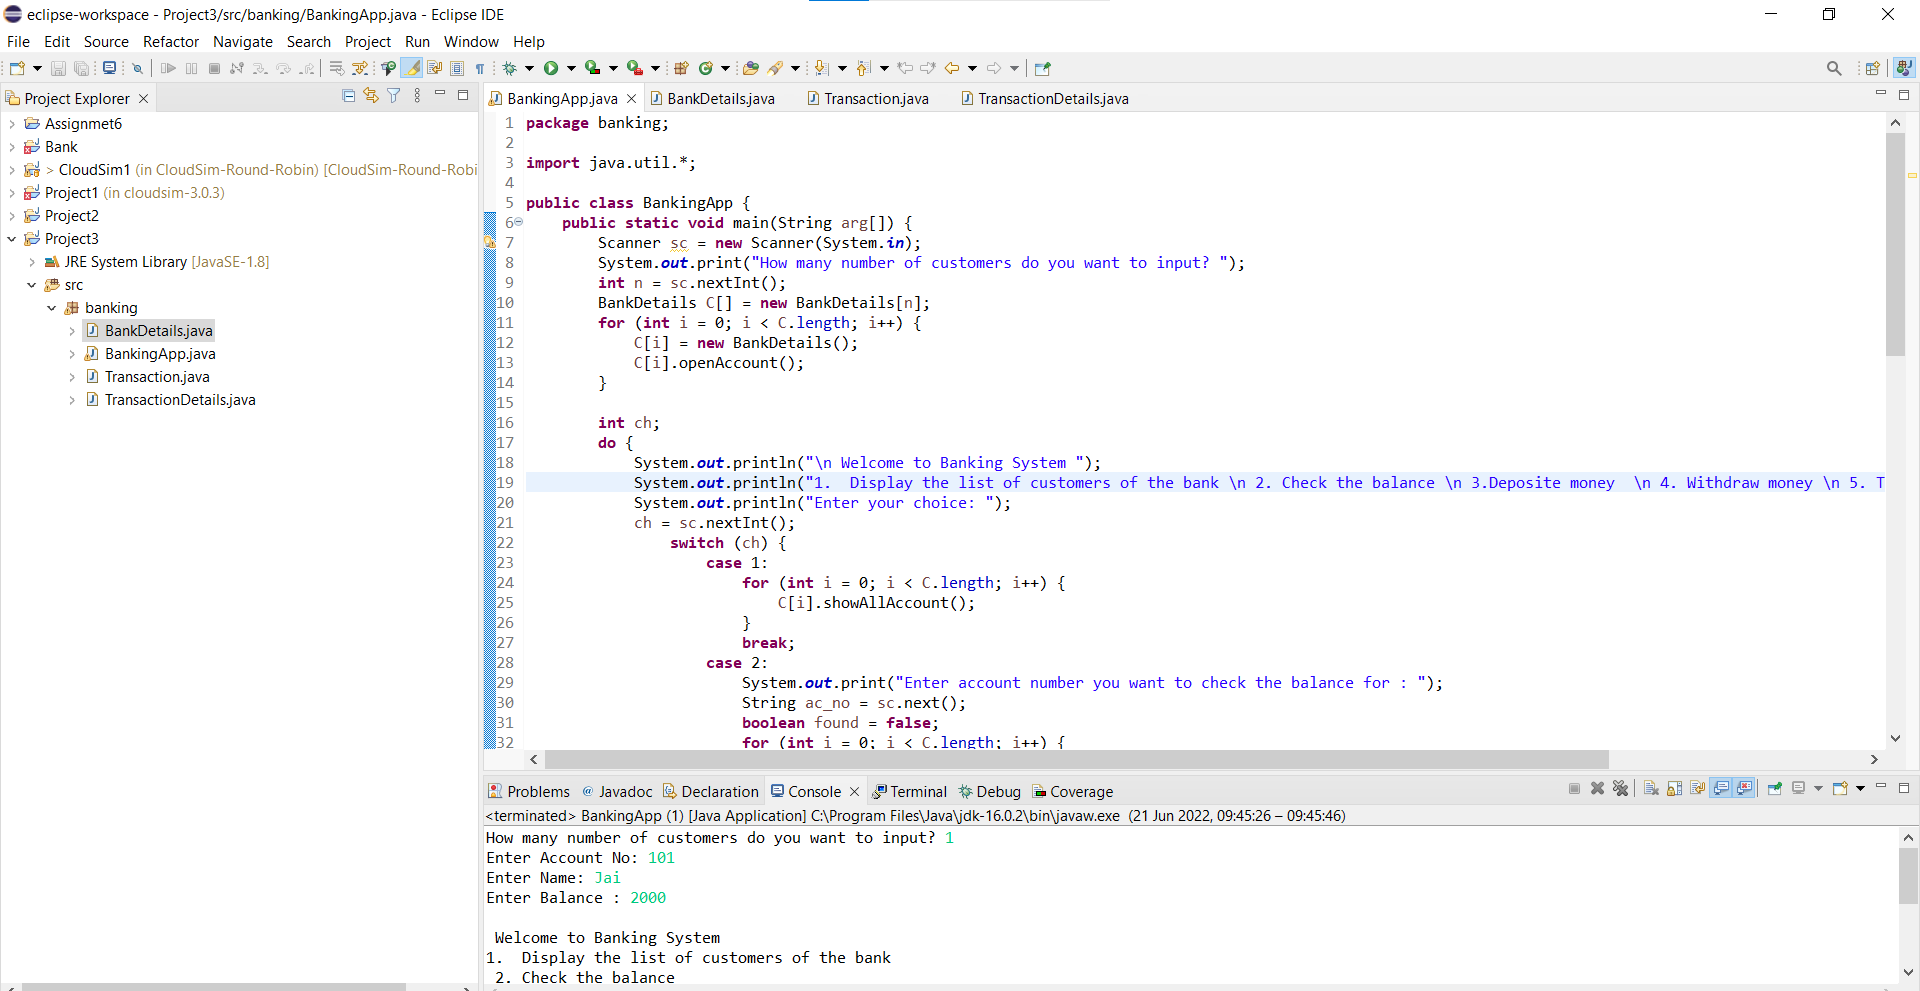 eclipse-workspace - Project3/src/banking/BankingApp.java - Eclipse IDE
File Edit Source Refactor Navigate Search Project Run Window Help
Project Explorer
Assignmet6
Bank
> CloudSim1 (in CloudSim-Round-Robin) [CloudSim-Round-Robi
Project1 (in cloudsim-3.0.3)
Project2
Project3
JRE System Library [JavaSE-1.8]
src
banking
BankDetails.java
BankingApp.java
Transaction.java
TransactionDetails.java
BankingApp.java BankDetails.java Transaction.java TransactionDetails.java
1 package banking;
2
3 import java.util.*;
4
5 public class BankingApp {
6 public static void main(String arg[]) {
7 Scanner sc = new Scanner(System.in);
8 System.out.print("How many number of customers do you want to input? ");
9 int n = sc.nextInt();
10 BankDetails C[] = new BankDetails[n];
11 for (int i = 0; i < C.length; i++) {
12 C[i] = new BankDetails();
13 C[i].openAccount();
14 }
15
16 int ch;
17 do {
18 System.out.println("\n Welcome to Banking System ");
19 System.out.println("1.  Display the list of customers of the bank \n 2. Check the balance \n 3.Deposite money  \n 4. Withdraw money \n 5. T
20 System.out.println("Enter your choice: ");
21 ch = sc.nextInt();
22 switch (ch) {
23 case 1:
24 for (int i = 0; i < C.length; i++) {
25 C[i].showAllAccount();
26 }
27 break;
28 case 2:
29 System.out.print("Enter account number you want to check the balance for : ");
30 String ac_no = sc.next();
31 boolean found = false;
32 for (int i = 0; i < C.length; i++) {
Problems Javadoc Declaration Console Terminal Debug Coverage
<terminated> BankingApp (1) [Java Application] C:\Program Files\Java\jdk-16.0.2\bin\javaw.exe (21 Jun 2022, 09:45:26 – 09:45:46)
How many number of customers do you want to input? 1
Enter Account No: 101
Enter Name: Jai
Enter Balance : 2000
Welcome to Banking System
1.  Display the list of customers of the bank
2. Check the balance